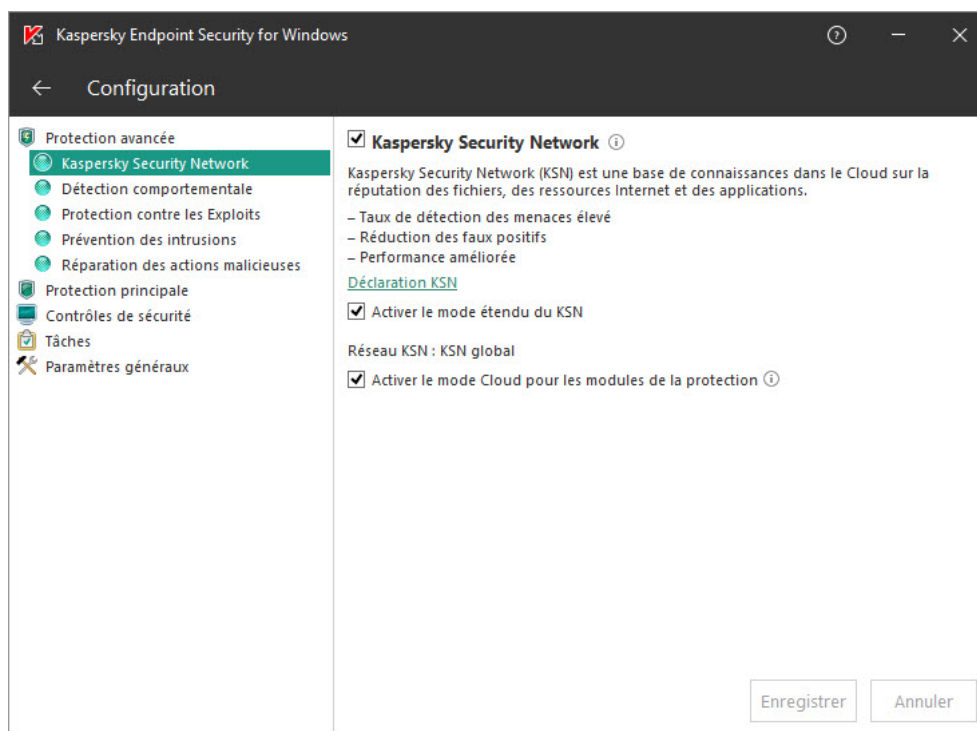 Kaspersky Endpoint Security for Windows
Configuration
Protection avancée
Kaspersky Security Network
Détection comportementale
Protection contre les Exploits
Prévention des intrusions
Réparation des actions malicieuses
Protection principale
Contrôles de sécurité
Tâches
Paramètres généraux
Kaspersky Security Network
Kaspersky Security Network (KSN) est une base de connaissances dans le Cloud sur la
réputation des fichiers, des ressources Internet et des applications.
– Taux de détection des menaces élevé
– Réduction des faux positifs
– Performance améliorée
Déclaration KSN
Activer le mode étendu du KSN
Réseau KSN : KSN global
Activer le mode Cloud pour les modules de la protection
Enregistrer
Annuler